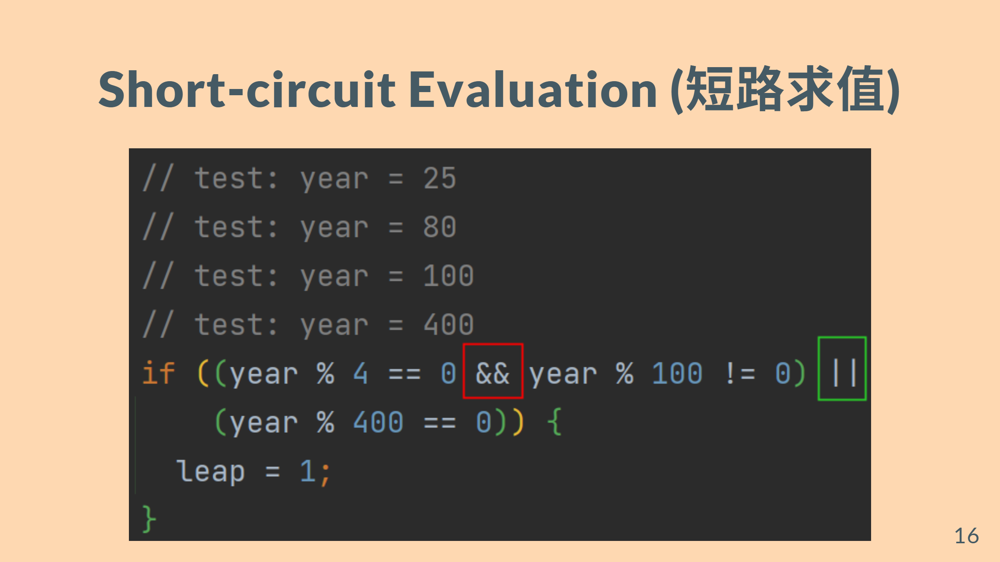 Short-circuit Evaluation (短路求值)
// test: year = 25
// test: year = 80
// test: year = 100
// test: year = 400
if ((year % 4 == 0 && year % 100 != 0) ||
(year % 400 == 0)) {
leap = 1;
}
16